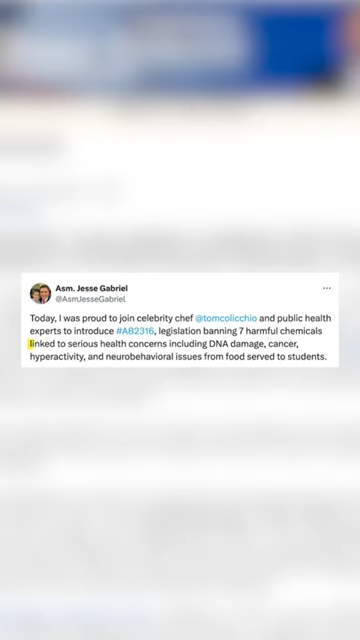 Asm. Jesse Gabriel
@AsmJesseGabriel
Today, I was proud to join celebrity chef @tomcolicchio and public health
experts to introduce #AB2316, legislation banning 7 harmful chemicals
linked to serious health concerns including DNA damage, cancer,
hyperactivity, and neurobehavioral issues from food served to students.